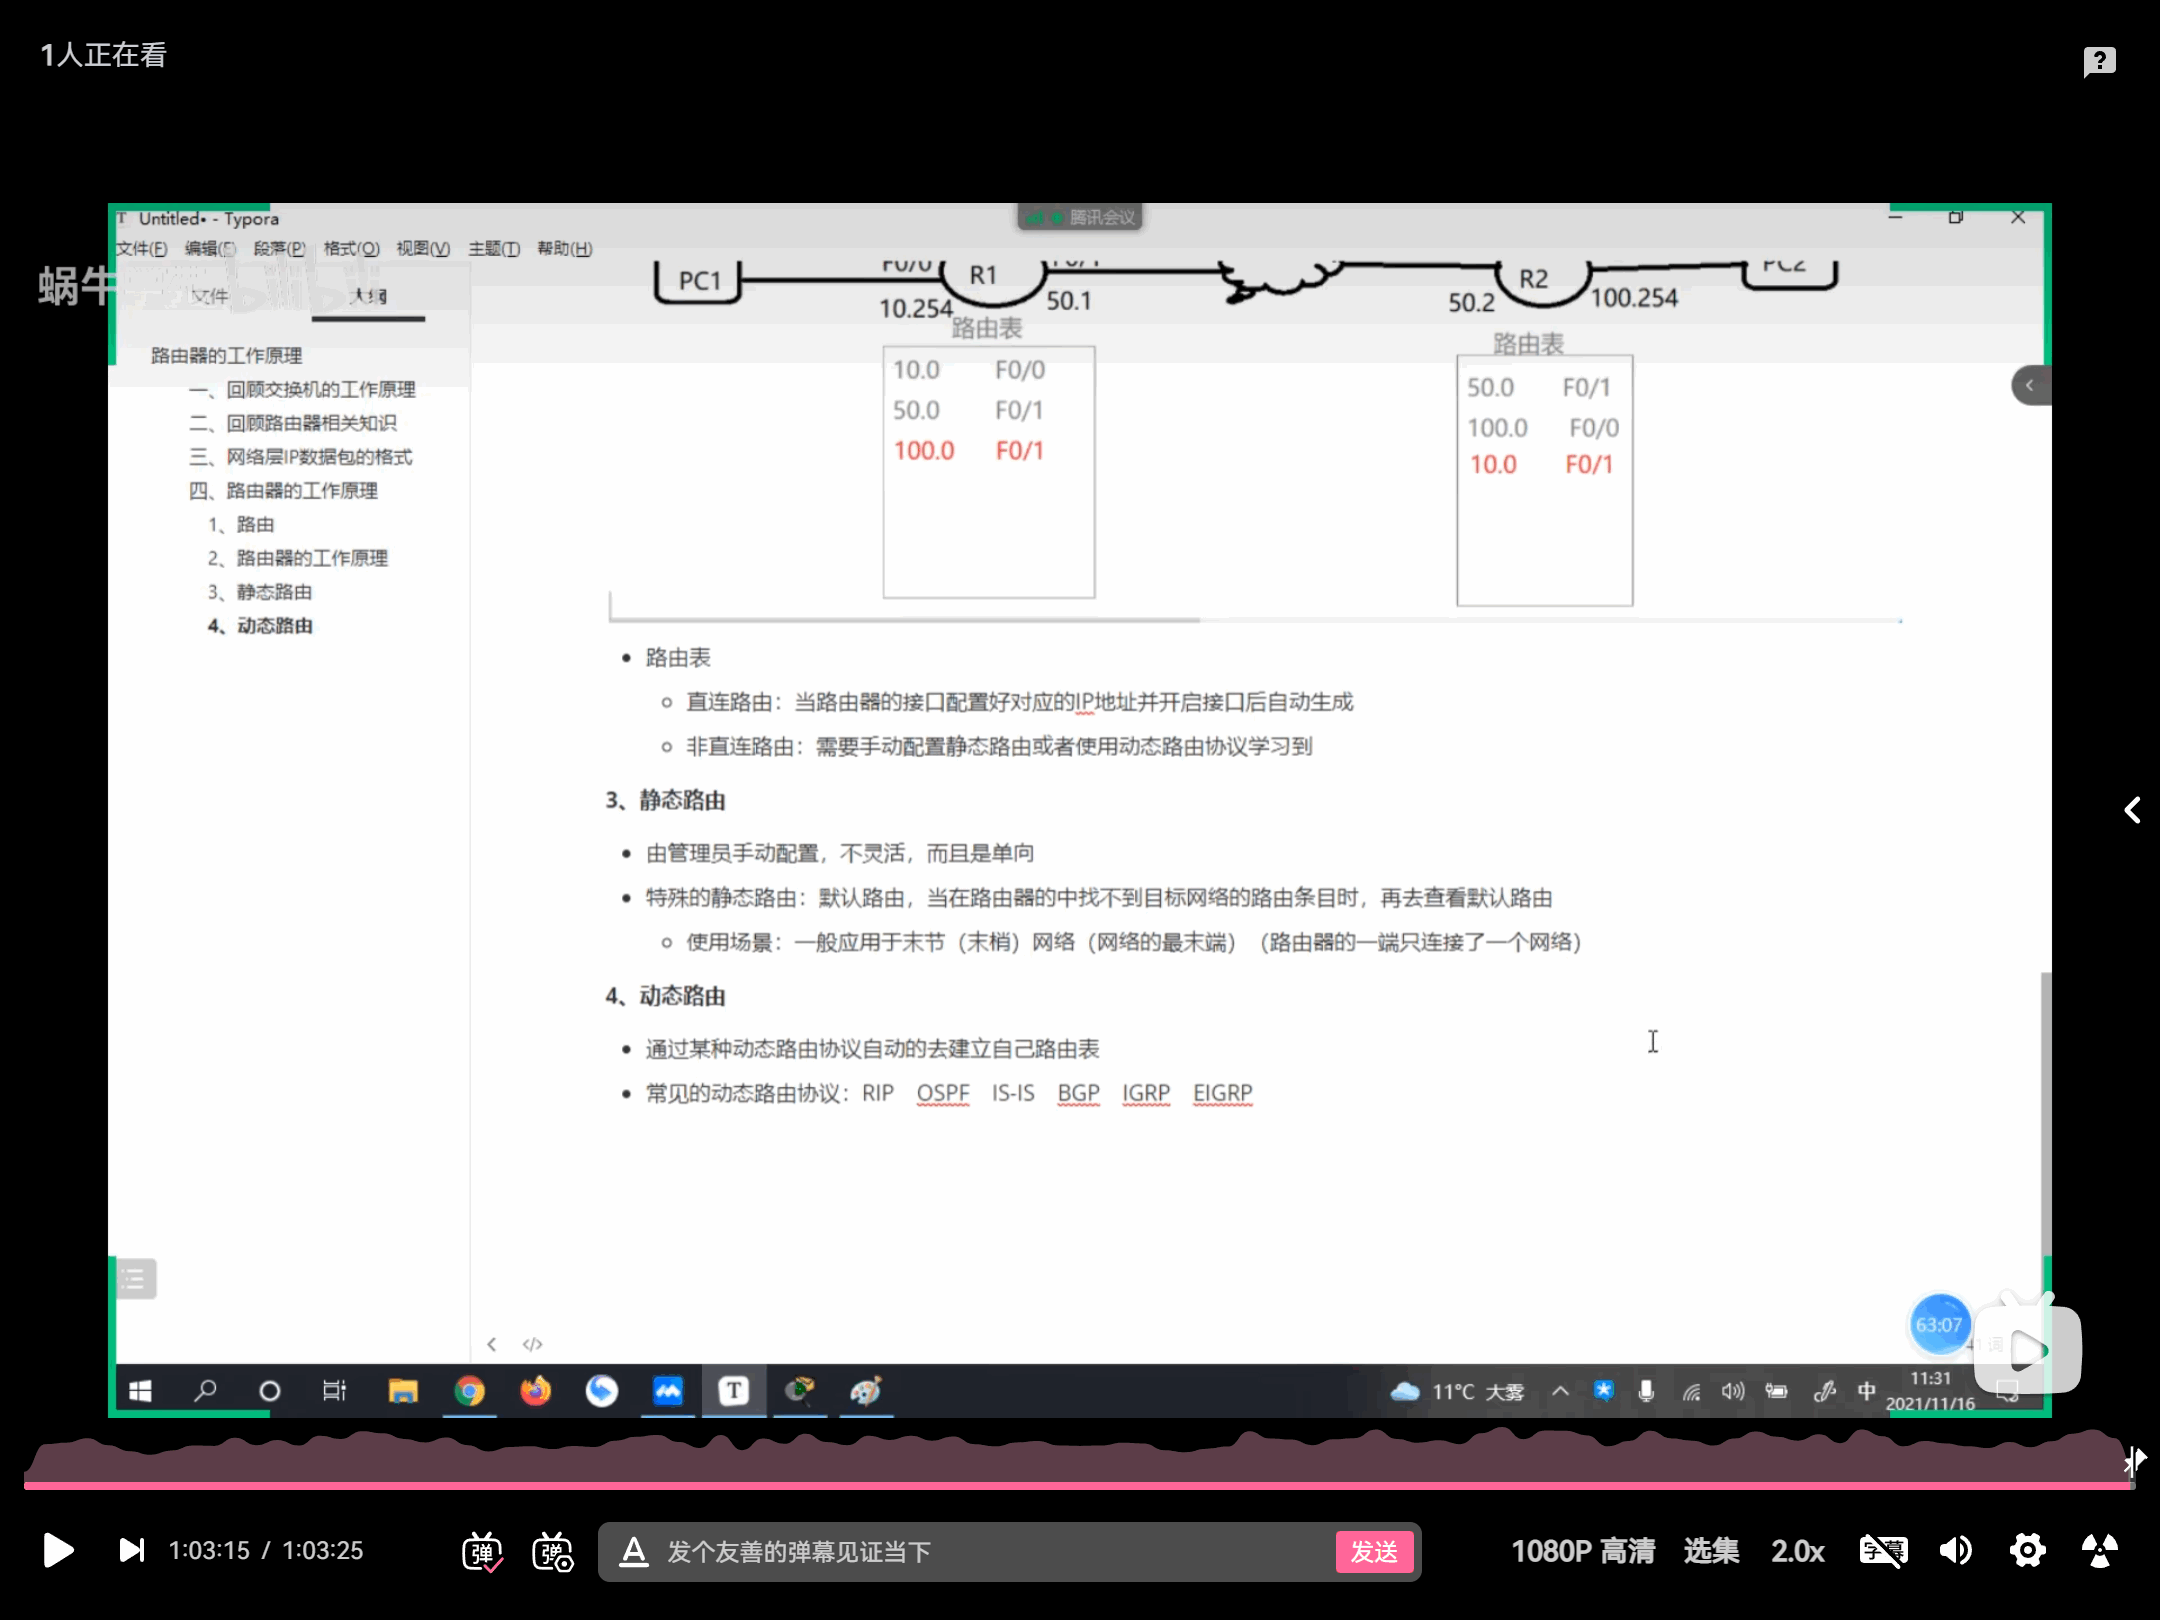 1人正在看
Untitled• - Typora
腾讯会议
文件(F) 编辑(E) 段落(P) 格式(O) 视图(V) 主题(T) 帮助(H)
蜗牛
文件 大纲
路由器的工作原理
一、回顾交换机的工作原理
二、回顾路由器相关知识
三、网络层IP数据包的格式
四、路由器的工作原理
1、路由
2、路由器的工作原理
3、静态路由
4、动态路由
PC1 F0/0 R1 F0/1 R2 PC2
10.254 50.1 50.2 100.254
路由表
10.0 F0/0
50.0 F0/1
100.0 F0/1
路由表
50.0 F0/1
100.0 F0/0
10.0 F0/1
路由表
直连路由：当路由器的接口配置好对应的IP地址并开启接口后自动生成
非直连路由：需要手动配置静态路由或者使用动态路由协议学习到
3、静态路由
由管理员手动配置，不灵活，而且是单向
特殊的静态路由：默认路由，当在路由器的中找不到目标网络的路由条目时，再去查看默认路由
使用场景：一般应用于末节（末梢）网络（网络的最末端）（路由器的一端只连接了一个网络）
4、动态路由
通过某种动态路由协议自动的去建立自己路由表
常见的动态路由协议：RIP OSPF IS-IS BGP IGRP EIGRP
63:07
词
11°C 大雾 中 11:31
2021/11/16
1:03:15 / 1:03:25 弹 弹 发个友善的弹幕见证当下 发送 1080P 高清 选集 2.0x 字幕